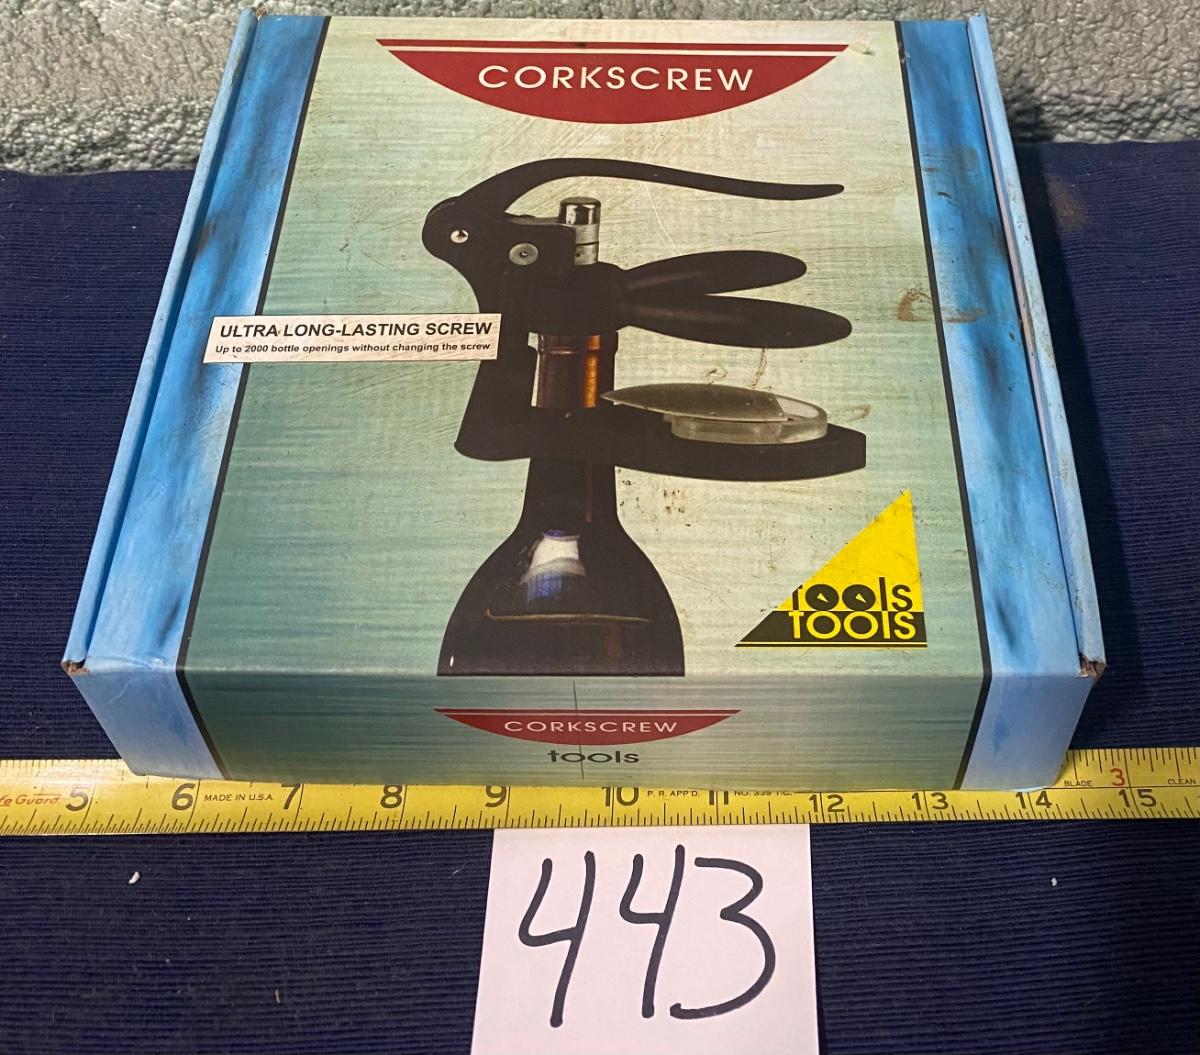 CORKSCREW
ULTRA LONG-LASTING SCREW
Up to 2000 bottle openings without changing the screw
tools
TOOLS
CORKSCREW
tools
5 6 MADE IN U.S.A. 7 8 9 10 P.R. APP'D. 11 12 13 14 15
BLADE 3 CLEAN
443